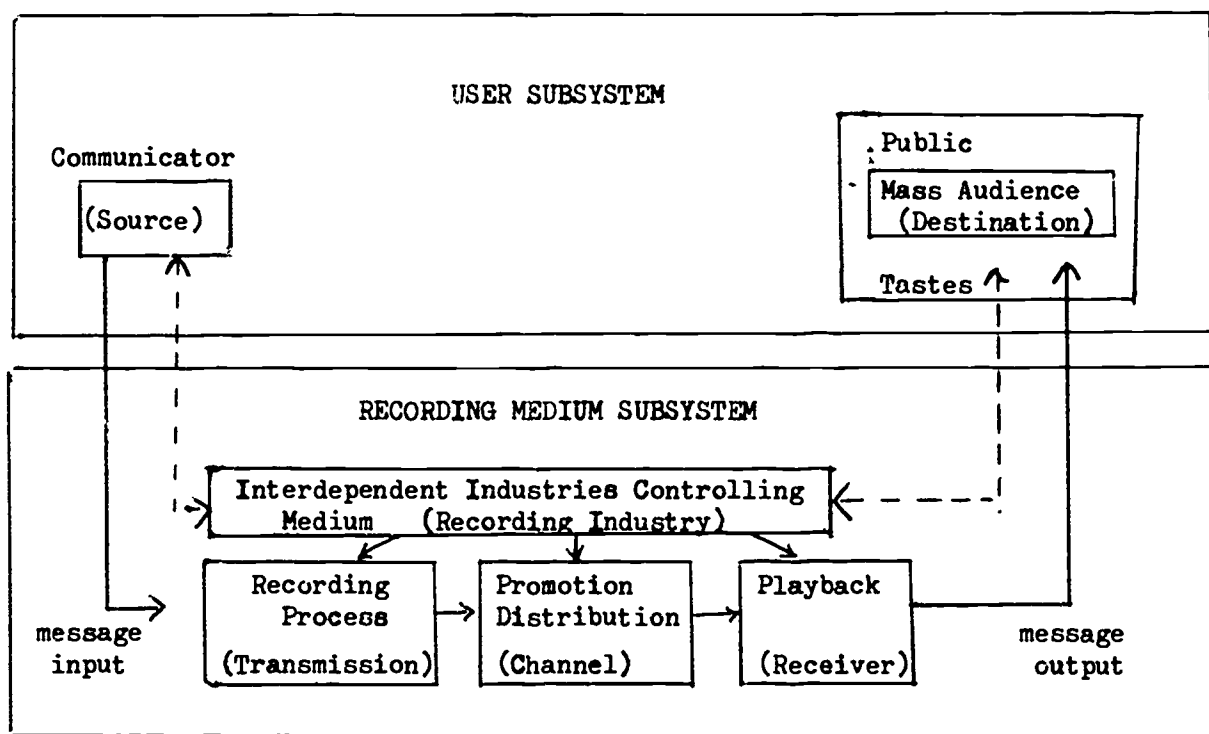 USER SUBSYSTEM
Communicator
(Source)
Public
Mass Audience
(Destination)
Tastes
RECORDING MEDIUM SUBSYSTEM
Interdependent Industries Controlling
Medium (Recording Industry)
Recording
Process
(Transmission)
Promotion
Distribution
(Channel)
Playback
(Receiver)
message
input
message
output